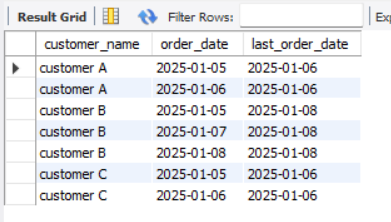 Result Grid Filter Rows: Exp
customer_name order_date last_order_date
customer A 2025-01-05 2025-01-06
customer A 2025-01-06 2025-01-06
customer B 2025-01-05 2025-01-08
customer B 2025-01-07 2025-01-08
customer B 2025-01-08 2025-01-08
customer C 2025-01-05 2025-01-06
customer C 2025-01-06 2025-01-06